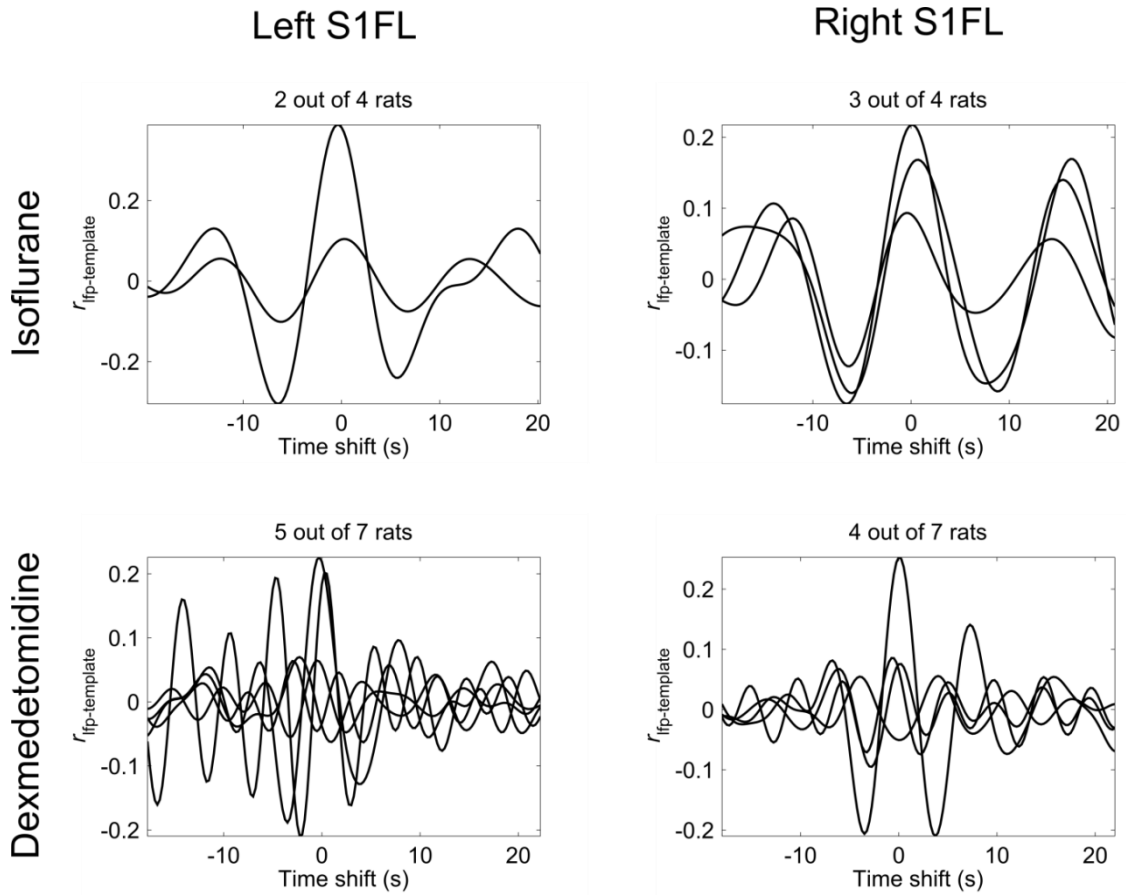 Left S1FL
Right S1FL
Isoflurane
2 out of 4 rats
0.2
0
-0.2
r lfp-template
-10
0
10
20
Time shift (s)
3 out of 4 rats
0.2
0.1
0
-0.1
r lfp-template
-10
0
10
20
Time shift (s)
Dexmedetomidine
5 out of 7 rats
0.2
0.1
0
-0.1
-0.2
r lfp-template
-10
0
10
20
Time shift (s)
4 out of 7 rats
0.2
0.1
0
-0.1
-0.2
r lfp-template
-10
0
10
20
Time shift (s)